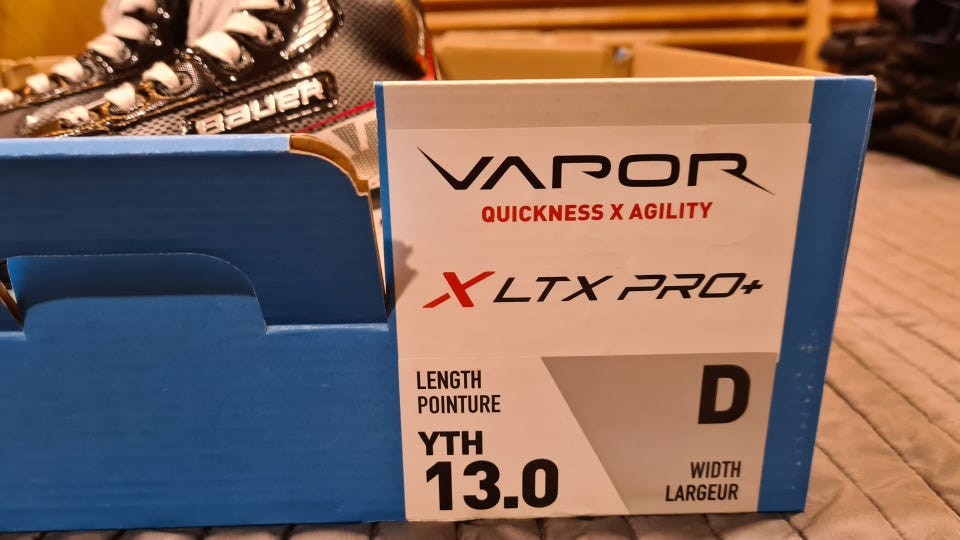 BAUER
VAPOR
QUICKNESS X AGILITY
X LTX PRO+
LENGTH
POINTURE
YTH
13.0
D
WIDTH
LARGEUR